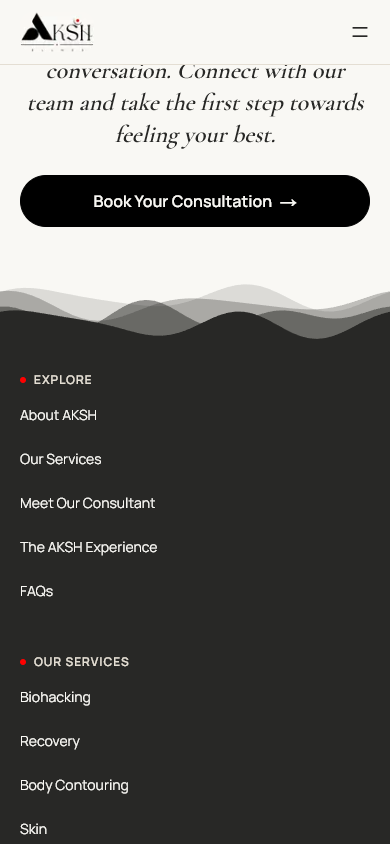 AKSH
conversation. Connect with our
team and take the first step towards
feeling your best.
Book Your Consultation →
EXPLORE
About AKSH
Our Services
Meet Our Consultant
The AKSH Experience
FAQs
OUR SERVICES
Biohacking
Recovery
Body Contouring
Skin